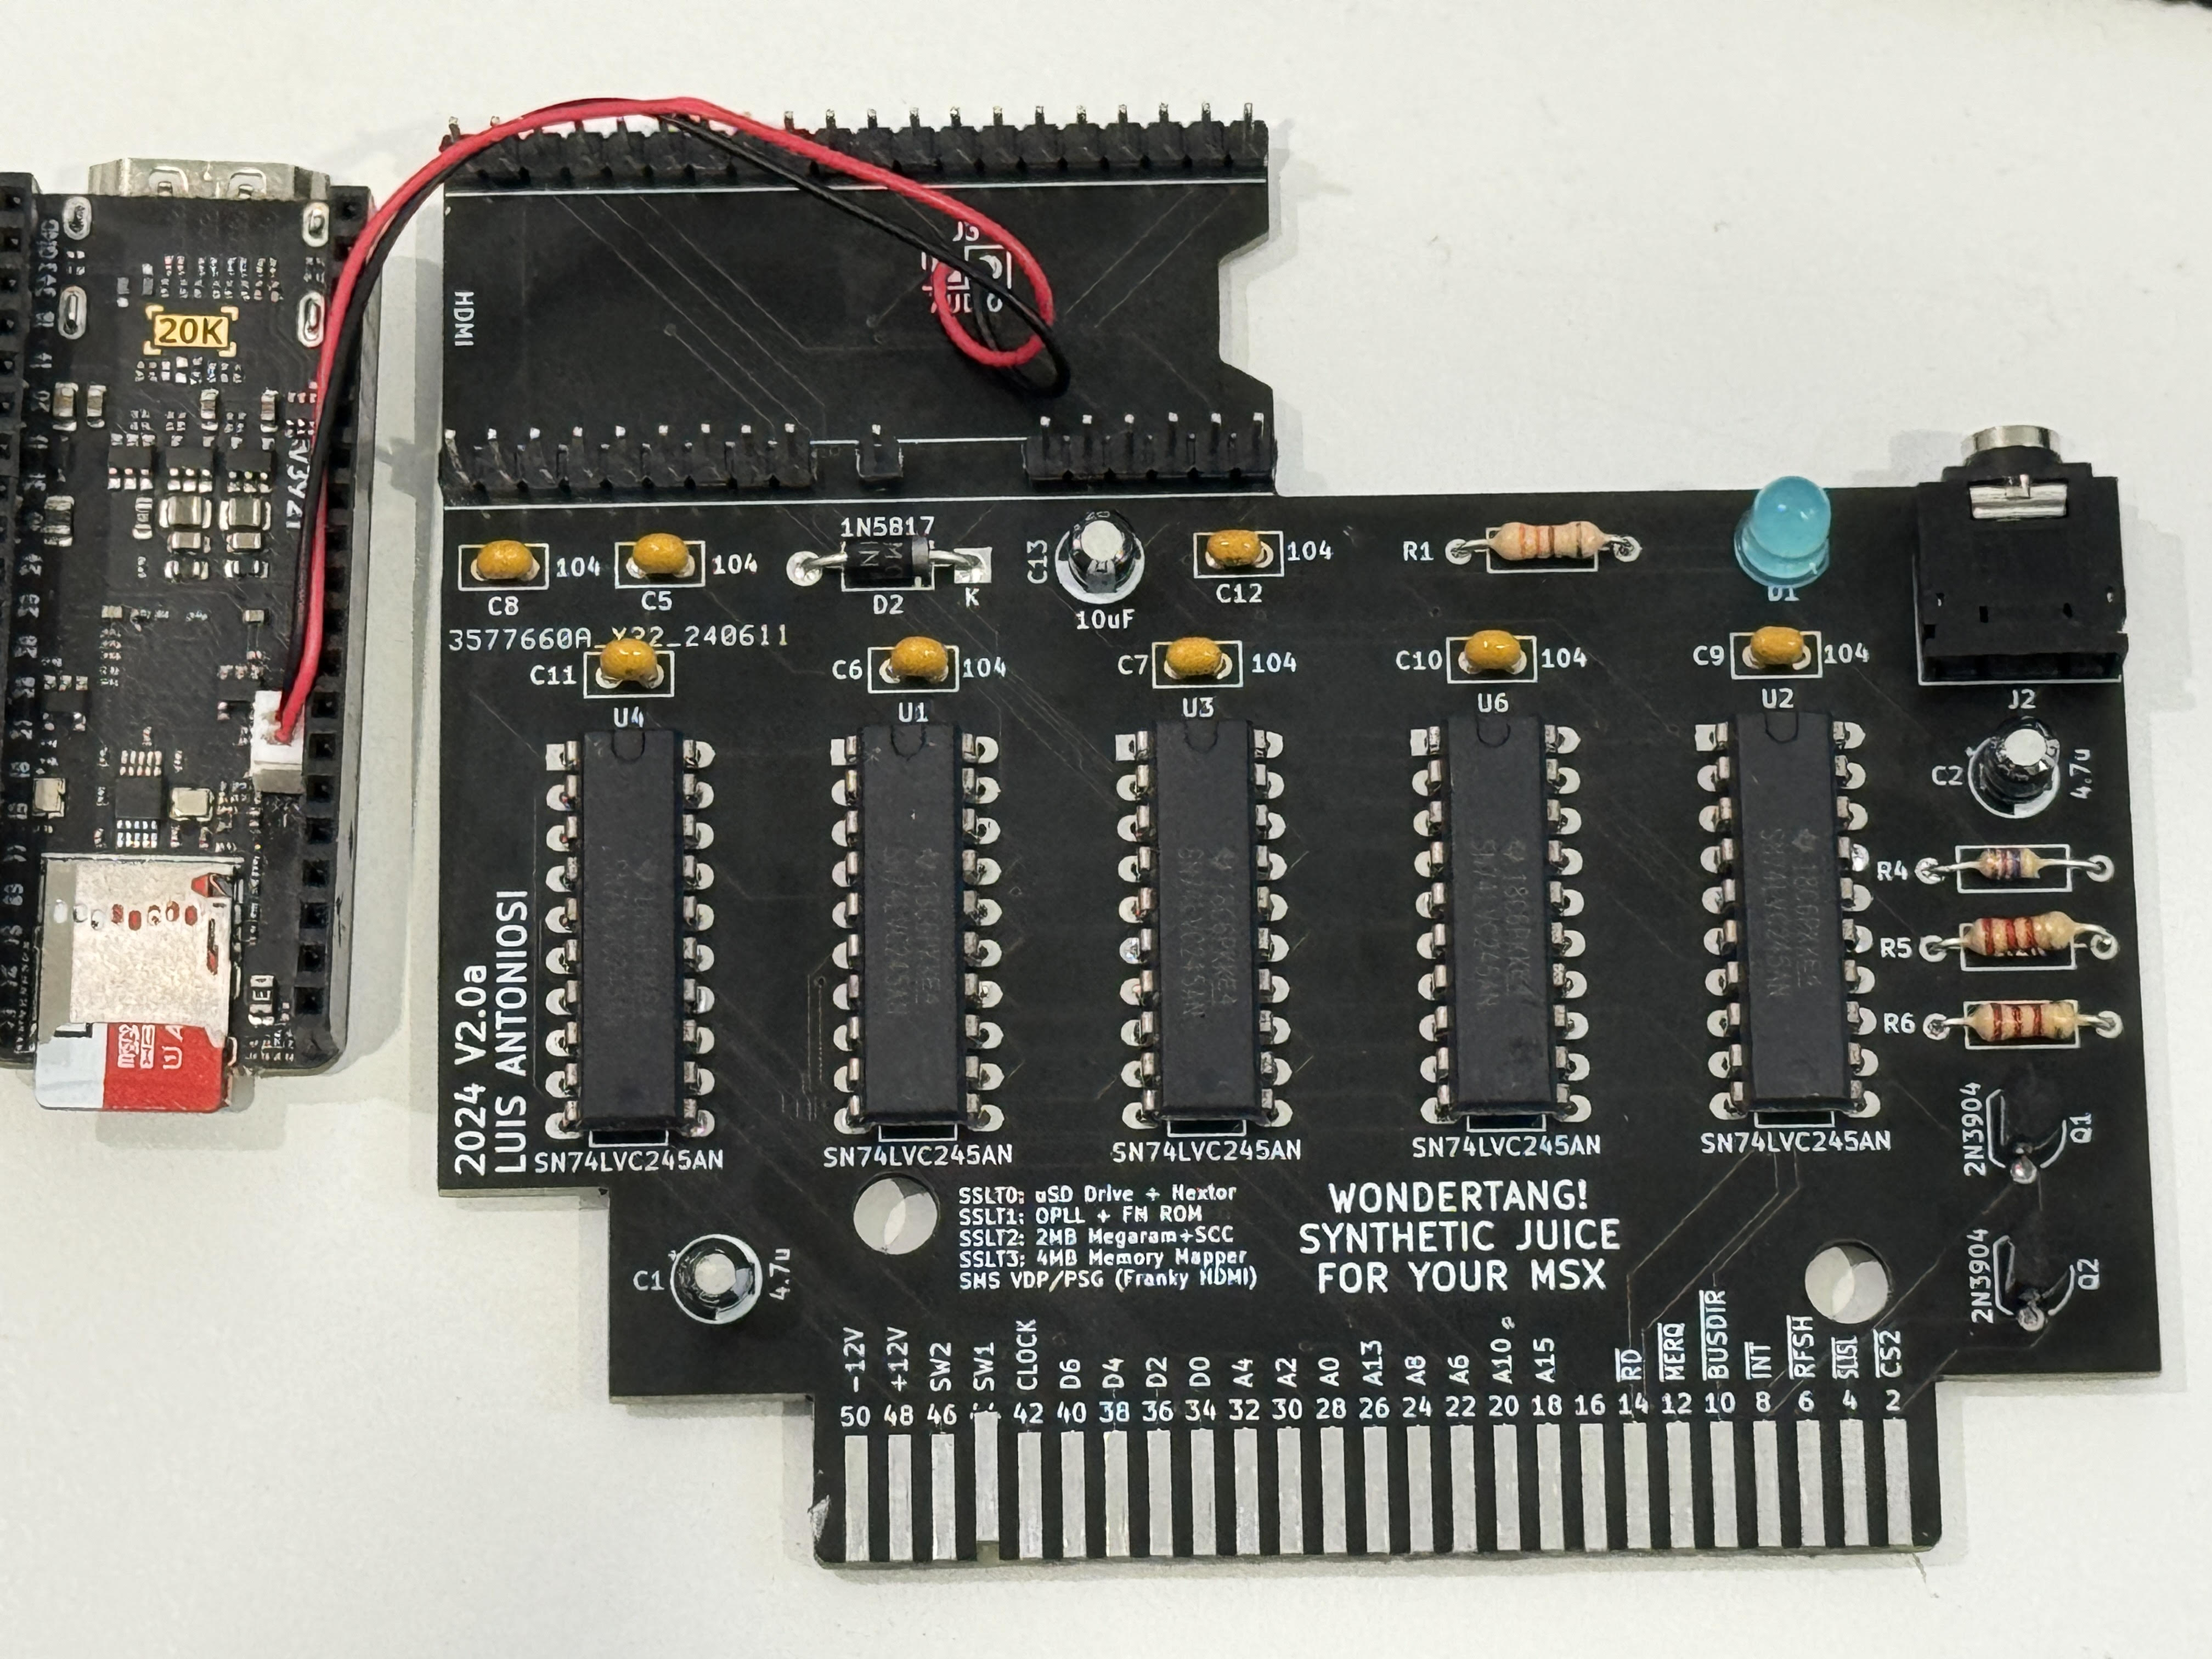 20K
HDMI
J3
1N5817
104
104
C13
104
R1
C8
C5
D2
K
10uF
C12
D1
3577660A_Y22_240611
C11
C6
104
C7
104
C10
104
C9
104
U4
U1
U3
U6
U2
J2
C2
4.7u
R4
R5
R6
2024 V2.0a
LUIS ANTONIOSI
SN74LVC245AN
SN74LVC245AN
SN74LVC245AN
SN74LVC245AN
SN74LVC245AN
2N3904
Q1
2N3904
Q2
SSLT0: uSD Drive + Nextor
SSLT1: OPLL + FM ROM
SSLT2: 2MB Megaram+SCC
SSLT3: 4MB Memory Mapper
SMS VDP/PSG (Franky HDMI)
WONDERTANG!
SYNTHETIC JUICE
FOR YOUR MSX
C1
4.7u
-12V +12V SW2 SW1 CLOCK D6 D4 D2 D0 A4 A2 A0 A13 A8 A6 A10 A15 RD MERQ BUSDIR INT RFSH SLTSL CS2
50 48 46 44 42 40 38 36 34 32 30 28 26 24 22 20 18 16 14 12 10 8 6 4 2